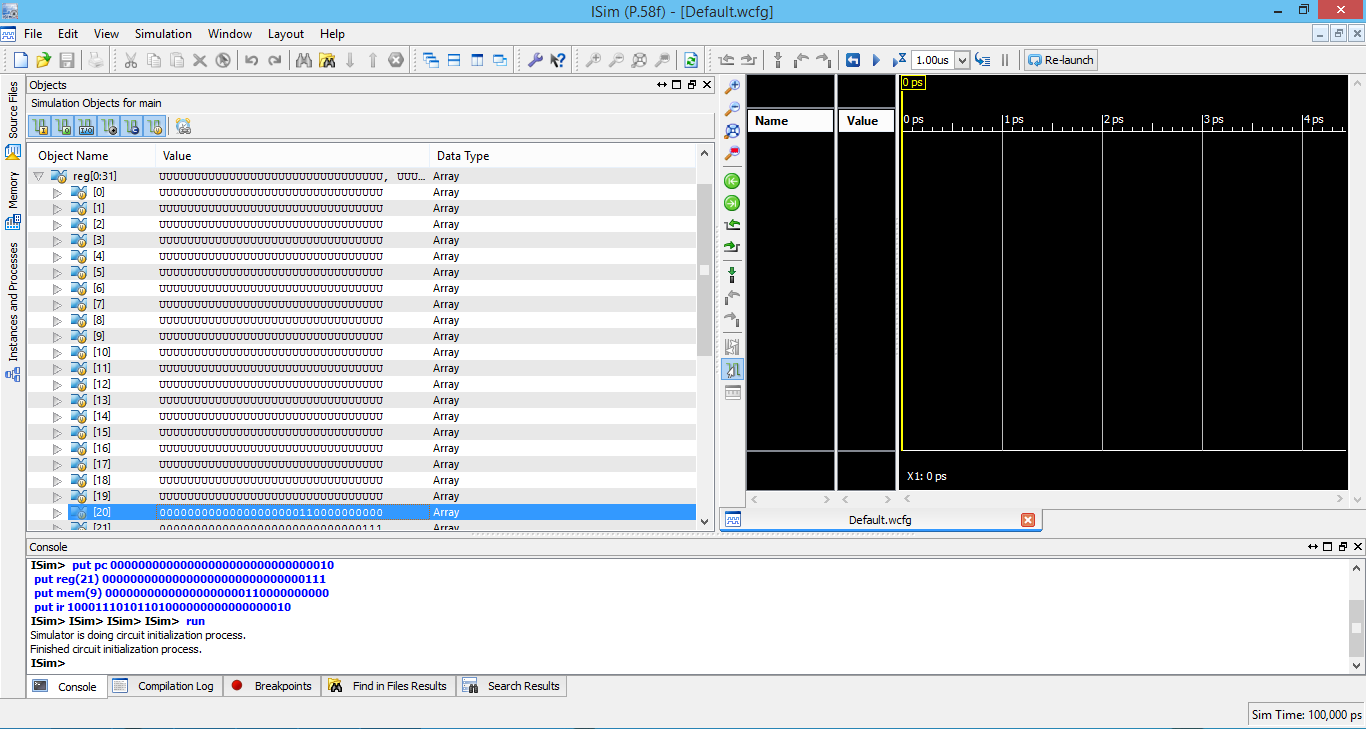 ISim (P.58f) - [Default.wcfg]
File Edit View Simulation Window Layout Help
1.00us Re-launch
Source Files
Memory
Instances and Processes
Objects
Simulation Objects for main
Object Name Value Data Type
reg[0:31] UUUUUUUUUUUUUUUUUUUUUUUUUUUUUUUU, UUU... Array
[0] UUUUUUUUUUUUUUUUUUUUUUUUUUUUUUUU Array
[1] UUUUUUUUUUUUUUUUUUUUUUUUUUUUUUUU Array
[2] UUUUUUUUUUUUUUUUUUUUUUUUUUUUUUUU Array
[3] UUUUUUUUUUUUUUUUUUUUUUUUUUUUUUUU Array
[4] UUUUUUUUUUUUUUUUUUUUUUUUUUUUUUUU Array
[5] UUUUUUUUUUUUUUUUUUUUUUUUUUUUUUUU Array
[6] UUUUUUUUUUUUUUUUUUUUUUUUUUUUUUUU Array
[7] UUUUUUUUUUUUUUUUUUUUUUUUUUUUUUUU Array
[8] UUUUUUUUUUUUUUUUUUUUUUUUUUUUUUUU Array
[9] UUUUUUUUUUUUUUUUUUUUUUUUUUUUUUUU Array
[10] UUUUUUUUUUUUUUUUUUUUUUUUUUUUUUUU Array
[11] UUUUUUUUUUUUUUUUUUUUUUUUUUUUUUUU Array
[12] UUUUUUUUUUUUUUUUUUUUUUUUUUUUUUUU Array
[13] UUUUUUUUUUUUUUUUUUUUUUUUUUUUUUUU Array
[14] UUUUUUUUUUUUUUUUUUUUUUUUUUUUUUUU Array
[15] UUUUUUUUUUUUUUUUUUUUUUUUUUUUUUUU Array
[16] UUUUUUUUUUUUUUUUUUUUUUUUUUUUUUUU Array
[17] UUUUUUUUUUUUUUUUUUUUUUUUUUUUUUUU Array
[18] UUUUUUUUUUUUUUUUUUUUUUUUUUUUUUUU Array
[19] UUUUUUUUUUUUUUUUUUUUUUUUUUUUUUUU Array
[20] 00000000000000000000110000000000 Array
[21] 00000000000000000000000000000111 Array
Name Value
0 ps
0 ps 1 ps 2 ps 3 ps 4 ps
X1: 0 ps
Default.wcfg
Console
ISim> put pc 00000000000000000000000000000010
put reg(21) 00000000000000000000000000000111
put mem(9) 00000000000000000000110000000000
put ir 10001110101101000000000000000010
ISim> ISim> ISim> ISim> run
Simulator is doing circuit initialization process.
Finished circuit initialization process.
ISim>
Console Compilation Log Breakpoints Find in Files Results Search Results
Sim Time: 100,000 ps